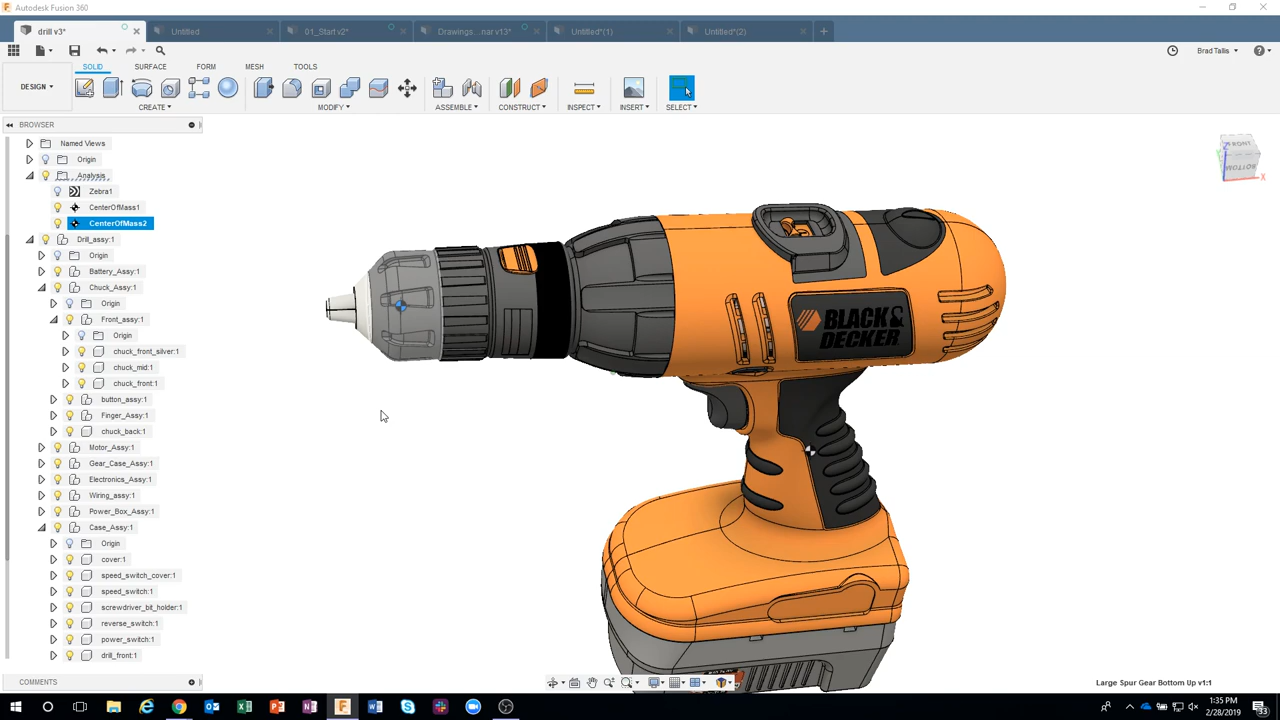 Autodesk Fusion 360
drill v3*
Untitled
01_Start v2*
Drawings...nar v13*
Untitled*(1)
Untitled*(2)
Brad Tallis
DESIGN
SOLID
SURFACE
FORM
MESH
TOOLS
CREATE
MODIFY
ASSEMBLE
CONSTRUCT
INSPECT
INSERT
SELECT
BROWSER
Named Views
Origin
Analysis
Zebra1
CenterOfMass1
CenterOfMass2
Drill_assy:1
Origin
Battery_Assy:1
Chuck_Assy:1
Origin
Front_assy:1
Origin
chuck_front_silver:1
chuck_mid:1
chuck_front:1
button_assy:1
Finger_Assy:1
chuck_back:1
Motor_Assy:1
Gear_Case_Assy:1
Electronics_Assy:1
Wiring_assy:1
Power_Box_Assy:1
Case_Assy:1
Origin
cover:1
speed_switch_cover:1
speed_switch:1
screwdriver_bit_holder:1
reverse_switch:1
power_switch:1
drill_front:1
FRONT
BOTTOM
Z
X
BLACK&
DECKER
COMMENTS
Large Spur Gear Bottom Up v1:1
1:35 PM
2/28/2019
33